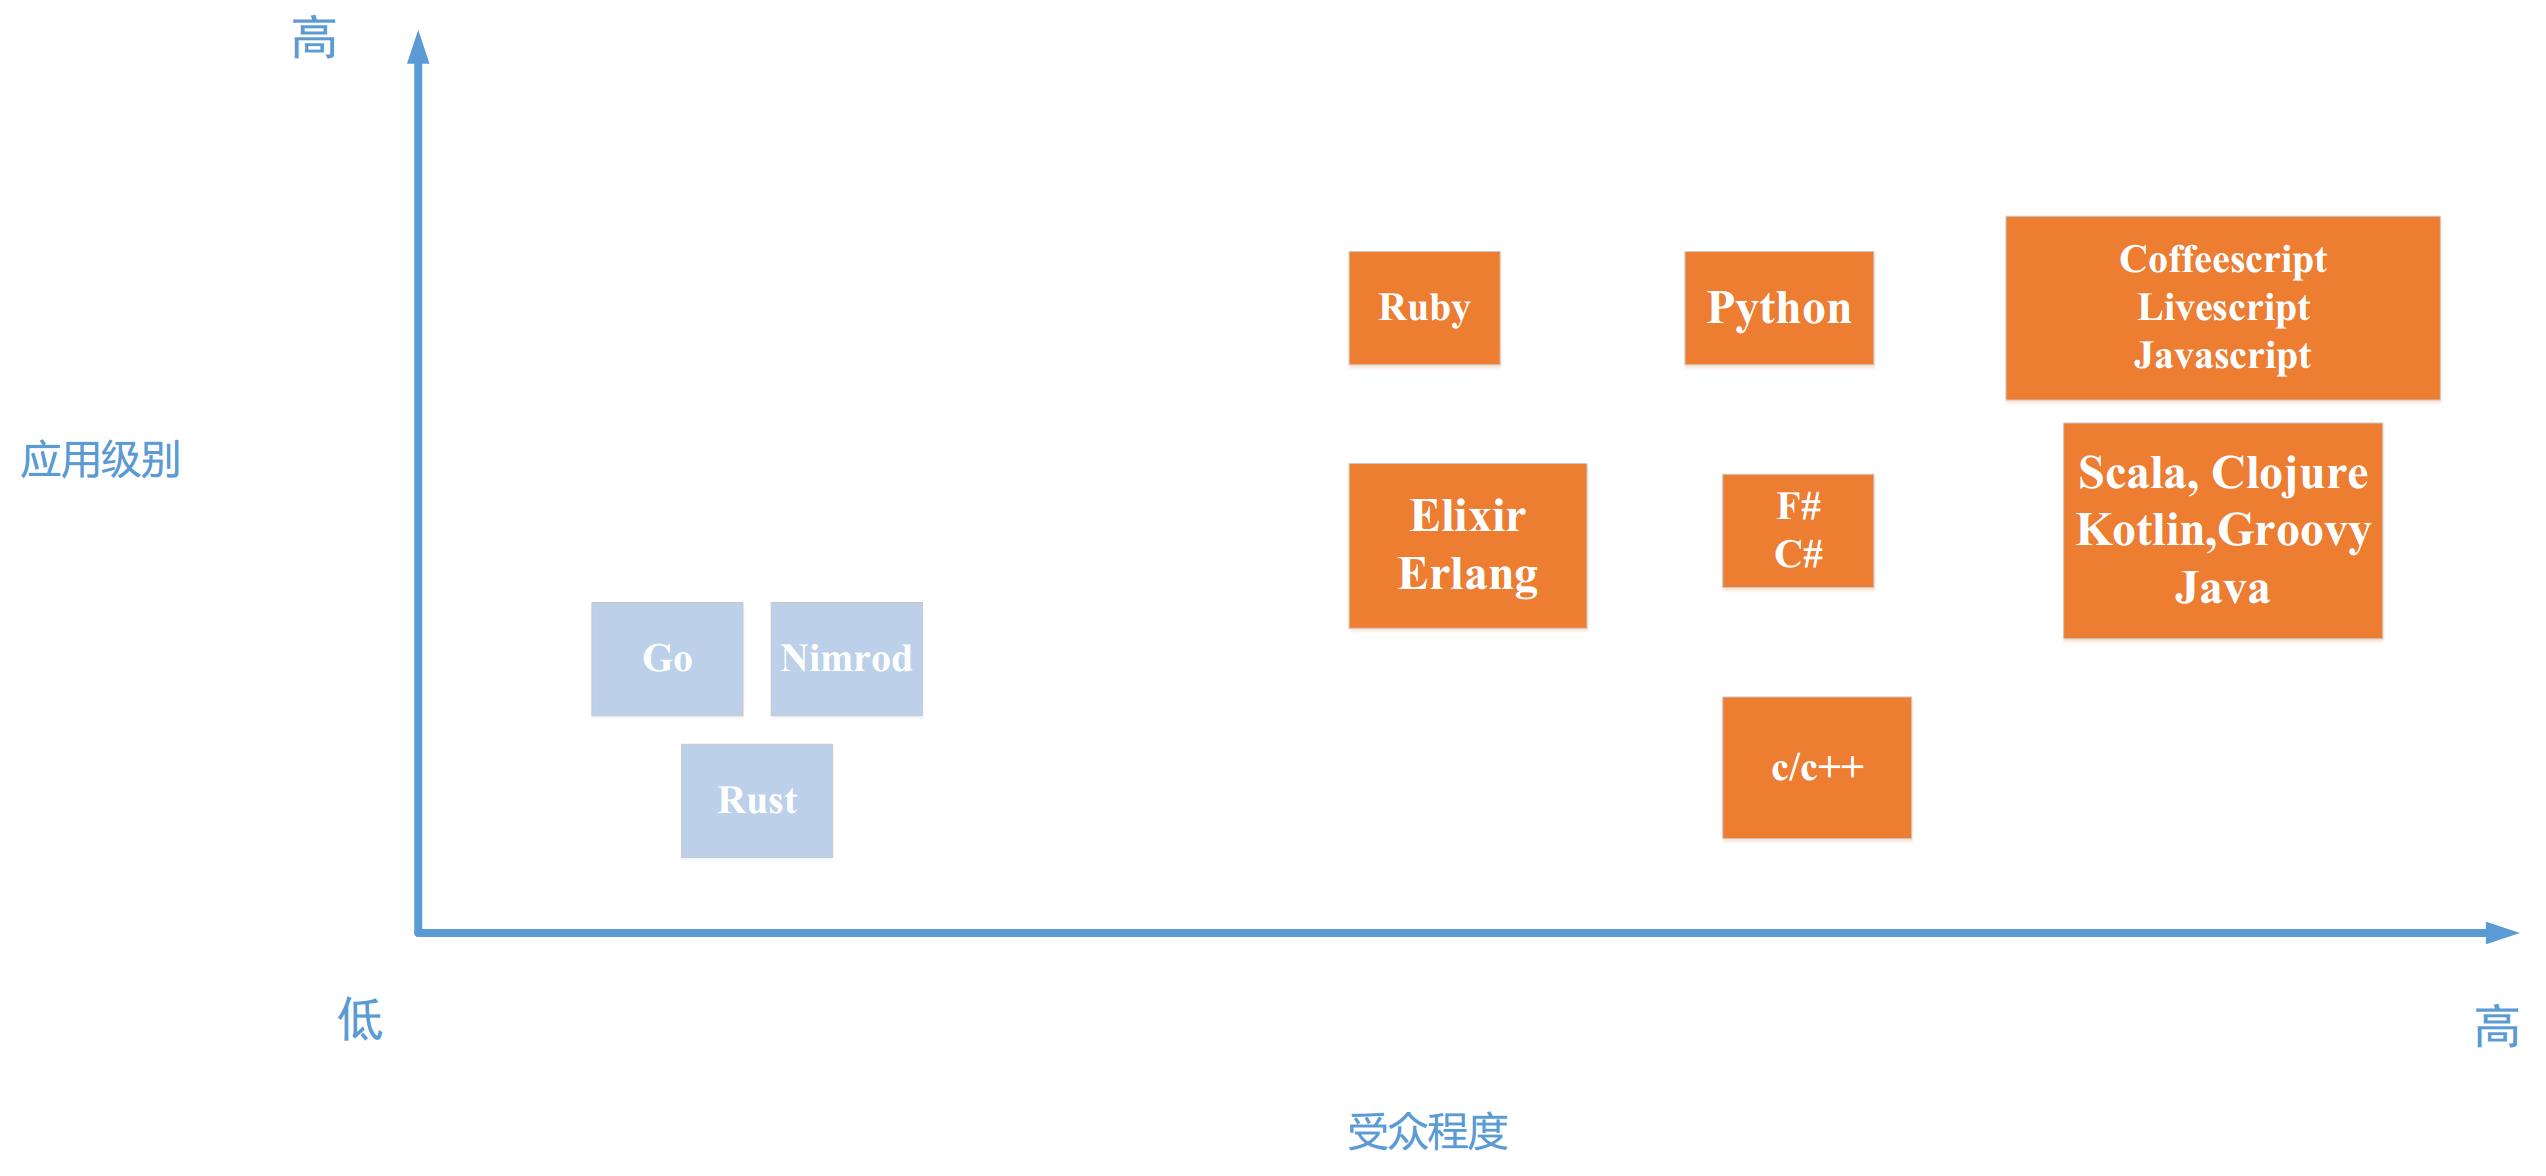 高
Ruby
Python
Coffeescript
Livescript
Javascript
应用级别
Elixir
Erlang
F#
C#
Scala, Clojure
Kotlin,Groovy
Java
Go
Nimrod
Rust
c/c++
低
高
受众程度